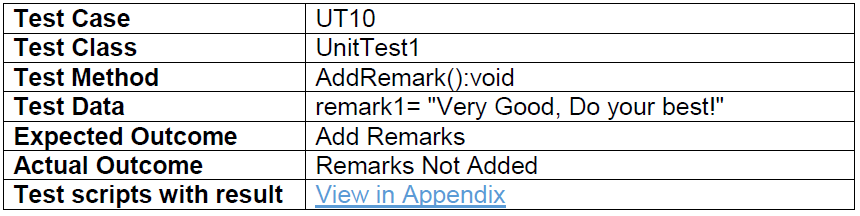 Test Case UT10
Test Class UnitTest1
Test Method AddRemark():void
Test Data remark1= "Very Good, Do your best!"
Expected Outcome Add Remarks
Actual Outcome Remarks Not Added
Test scripts with result View in Appendix